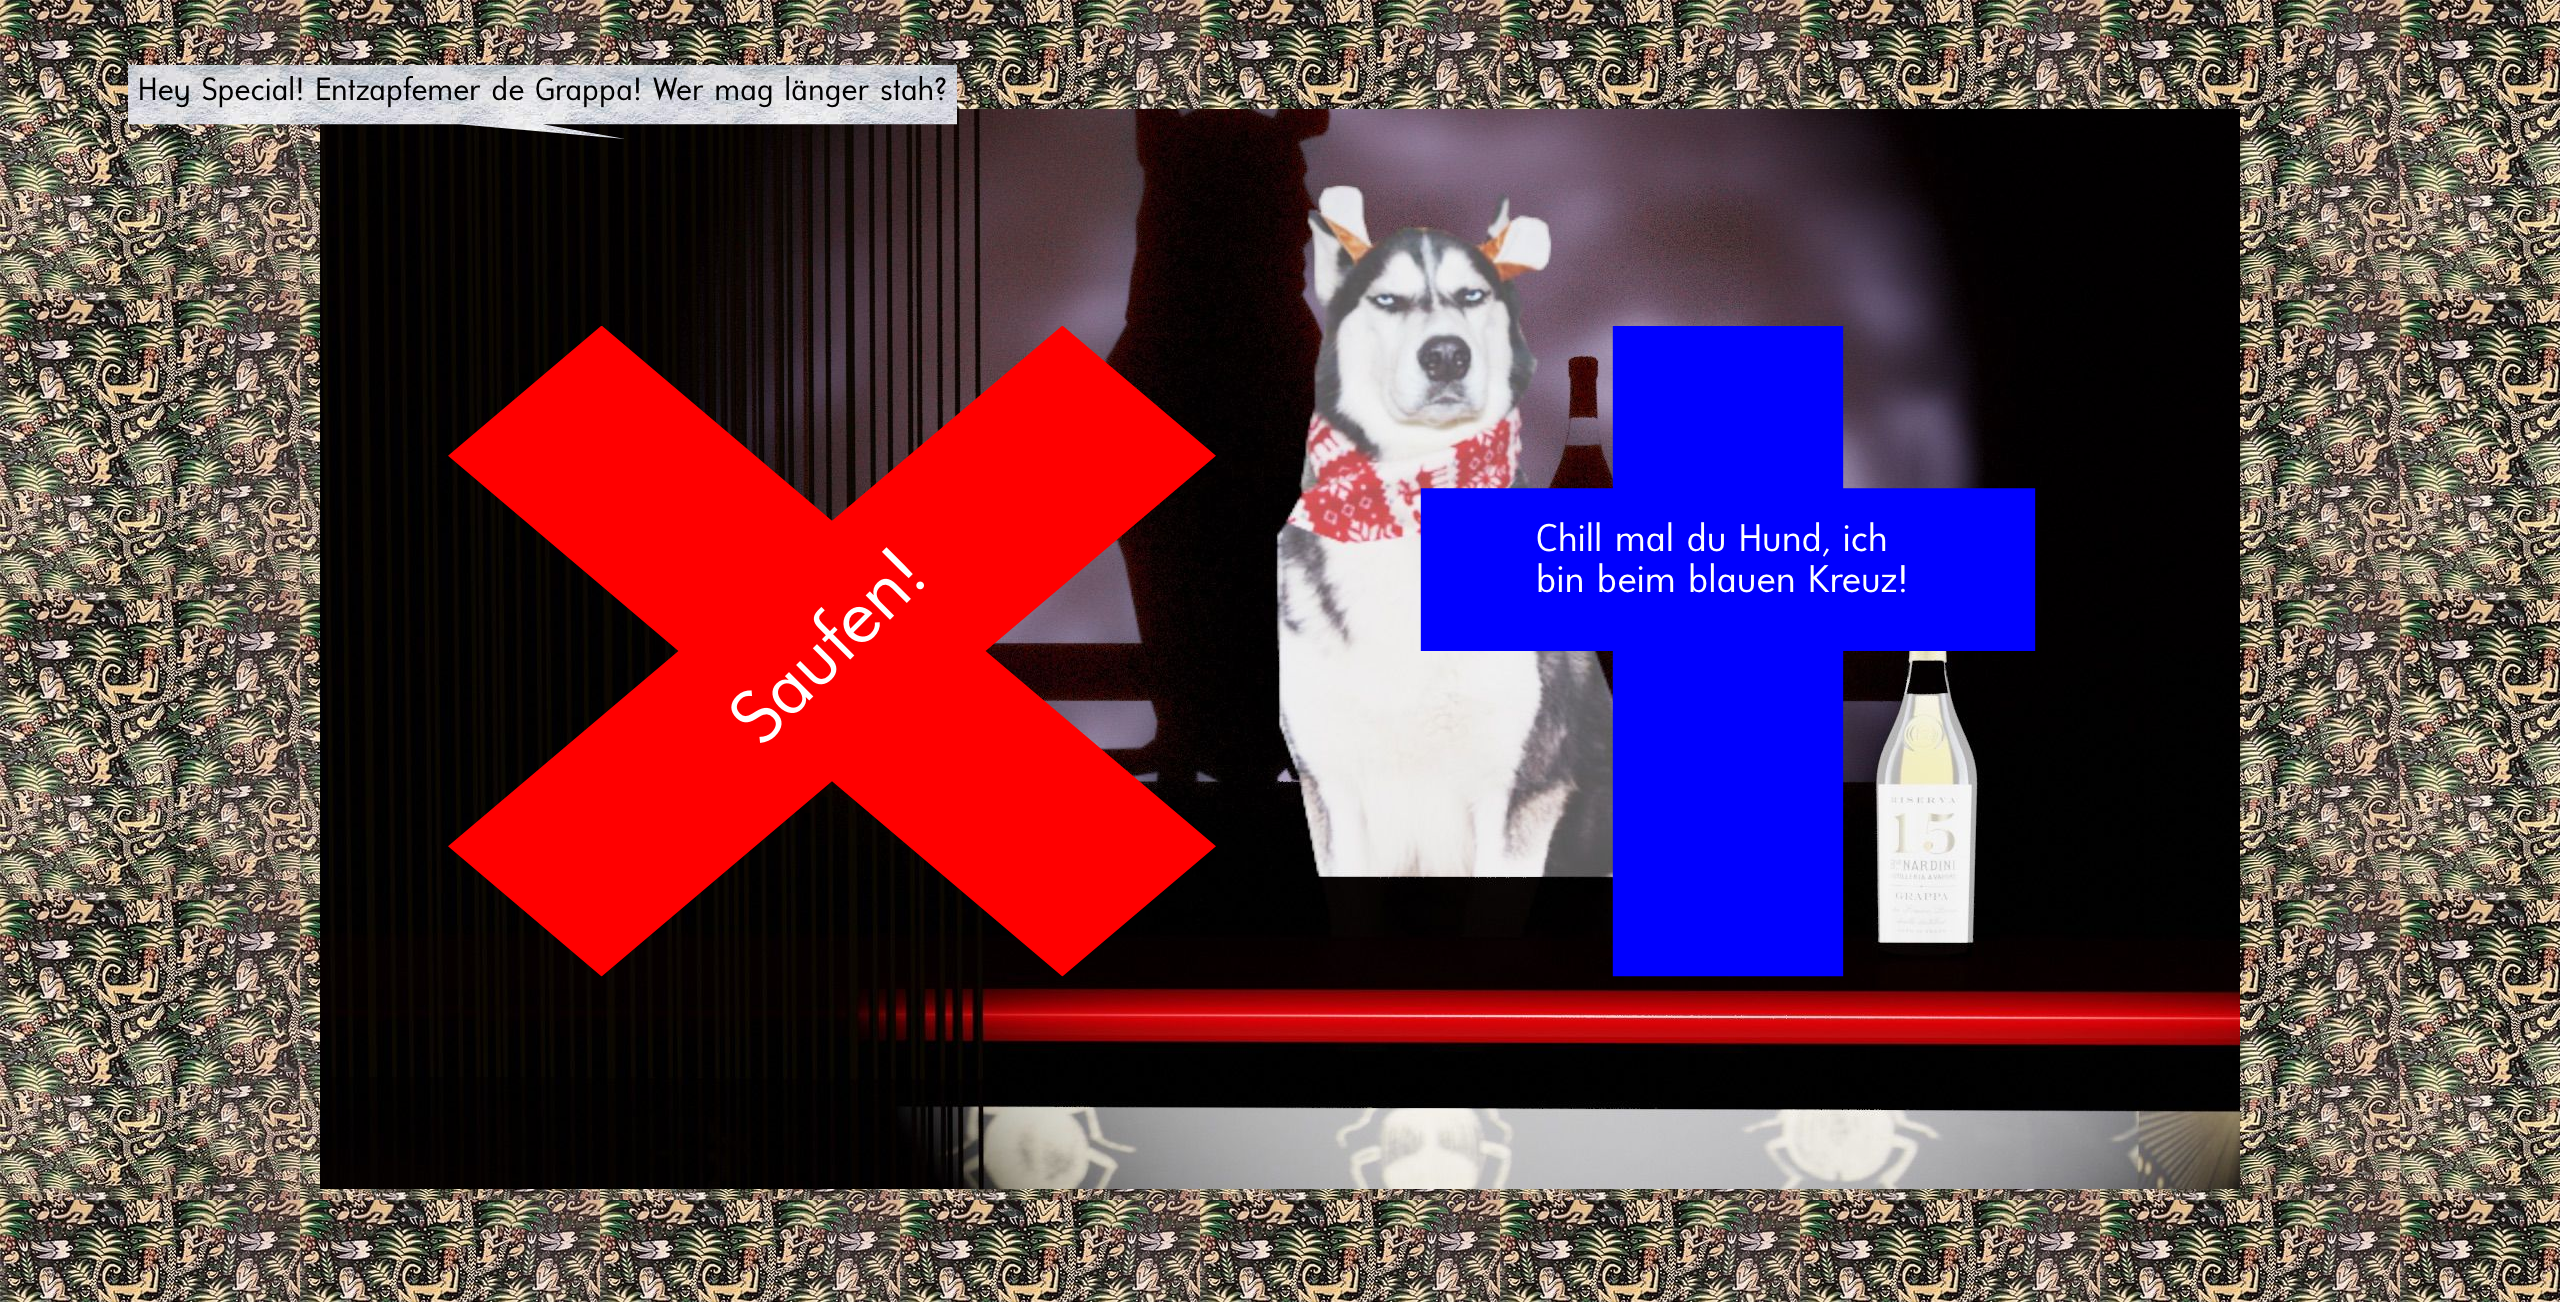 Hey Special! Entzapfemer de Grappa! Wer mag länger stah?
Saufen!
Chill mal du Hund, ich
bin beim blauen Kreuz!
RISERVA
15
NARDINI
GRAPPA